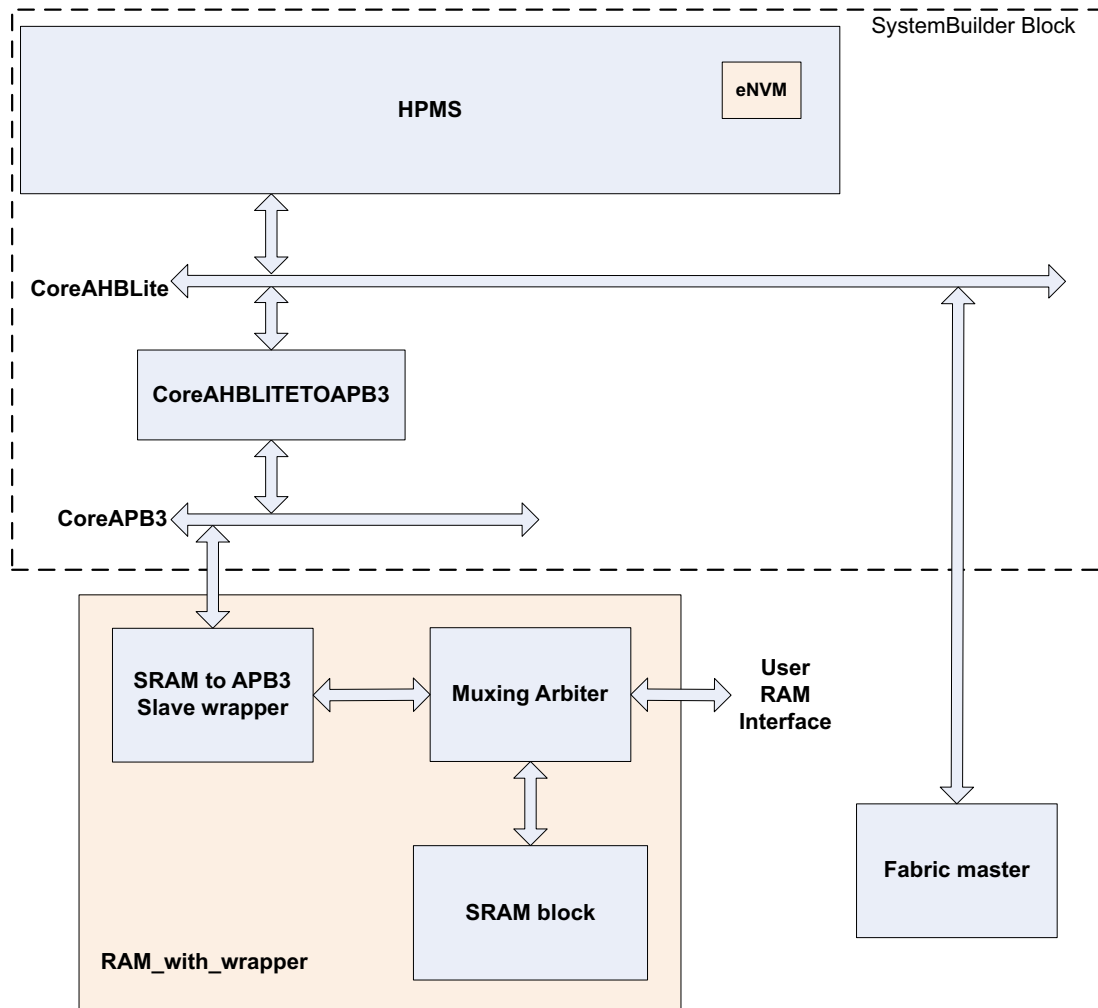 SystemBuilder Block
eNVM
HPMS
CoreAHBLite
CoreAHBLITETOAPB3
CoreAPB3
SRAM to APB3
Slave wrapper
Muxing Arbiter
User
RAM
Interface
Fabric master
SRAM block
RAM_with_wrapper